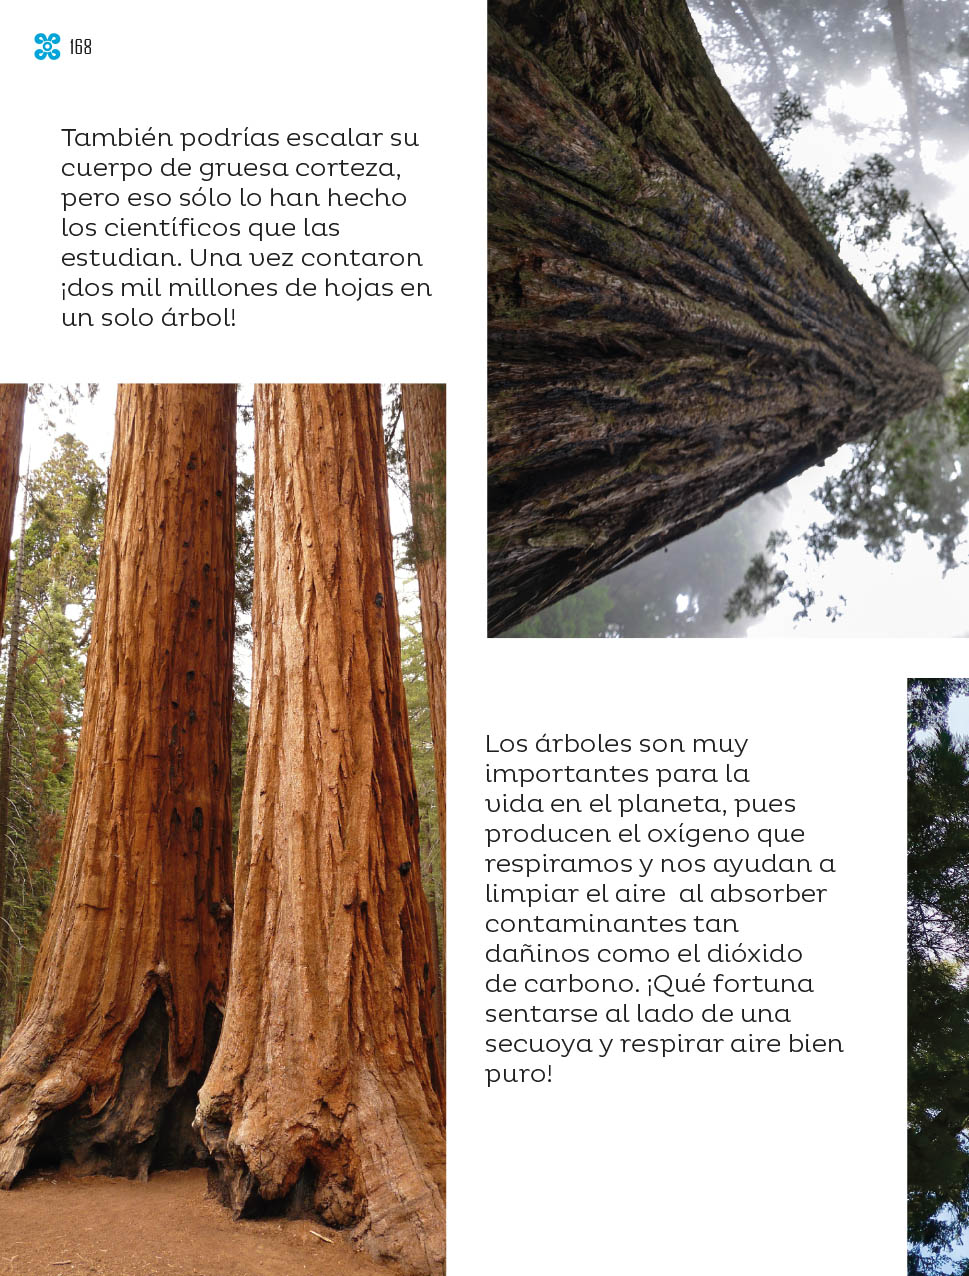 168
También podrías escalar su
cuerpo de gruesa corteza,
pero eso sólo lo han hecho
los científicos que las
estudian. Una vez contaron
¡dos mil millones de hojas en
un solo árbol!
Los árboles son muy
importantes para la
vida en el planeta, pues
producen el oxígeno que
respiramos y nos ayudan a
limpiar el aire  al absorber
contaminantes tan
dañinos como el dióxido
de carbono. ¡Qué fortuna
sentarse al lado de una
secuoya y respirar aire bien
puro!